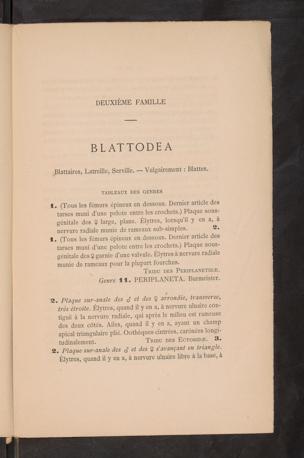 DEUXIÈME FAMILLE
BLATTODEA
Blattaires, Latreille, Serville. — Vulgairement : Blattes.
TABLEAUX DES GENRES
1. (Tous les fémurs épineux en dessous. Dernier article des
tarses muni d'une pelote entre les crochets.) Plaque sous-
génitale des ♀ large, plane. Élytres, lorsqu'il y en a, à
nervure radiale munie de rameaux sub-simples. 2.
1. (Tous les fémurs épineux en dessous. Dernier article des
tarses muni d'une pelote entre les crochets.) Plaque sous-
génitale des ♀ garnie d'une valvule. Élytres à nervure radiale
munie de rameaux pour la plupart fourchus.
TRIBU DES PERIPLANETIDÆ.
Genre 11. PERIPLANETA. Burmeister.
2. Plaque sur-anale des ♂ et des ♀ arrondie, transverse,
très étroite. Élytres, quand il y en a, à nervure ulnaire con-
tiguë à la nervure radiale, qui après le milieu est rameuse
des deux côtés. Ailes, quand il y en a, ayant un champ
apical triangulaire plié. Oothèques cintrées, carénées longi-
tudinalement. TRIBU DES ECTOBIDÆ. 3.
2. Plaque sur-anale des ♂ et des ♀ s'avançant en triangle.
Élytres, quand il y en a, à nervure ulnaire libre à la base, à